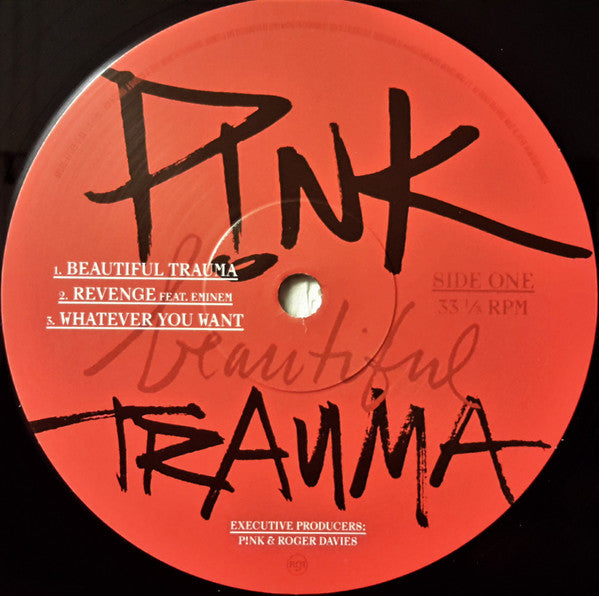 P!NK
1. BEAUTIFUL TRAUMA
2. REVENGE FEAT. EMINEM
3. WHATEVER YOU WANT
SIDE ONE
33 ⅓ RPM
beautiful
TRAUMA
EXECUTIVE PRODUCERS:
P!NK & ROGER DAVIES
RCA